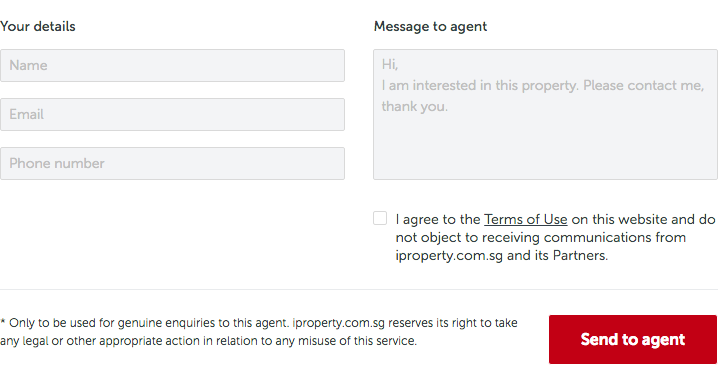 Your details
Name
Email
Phone number
Message to agent
Hi,
I am interested in this property. Please contact me,
thank you.
I agree to the Terms of Use on this website and do
not object to receiving communications from
iproperty.com.sg and its Partners.
* Only to be used for genuine enquiries to this agent. iproperty.com.sg reserves its right to take
any legal or other appropriate action in relation to any misuse of this service.
Send to agent